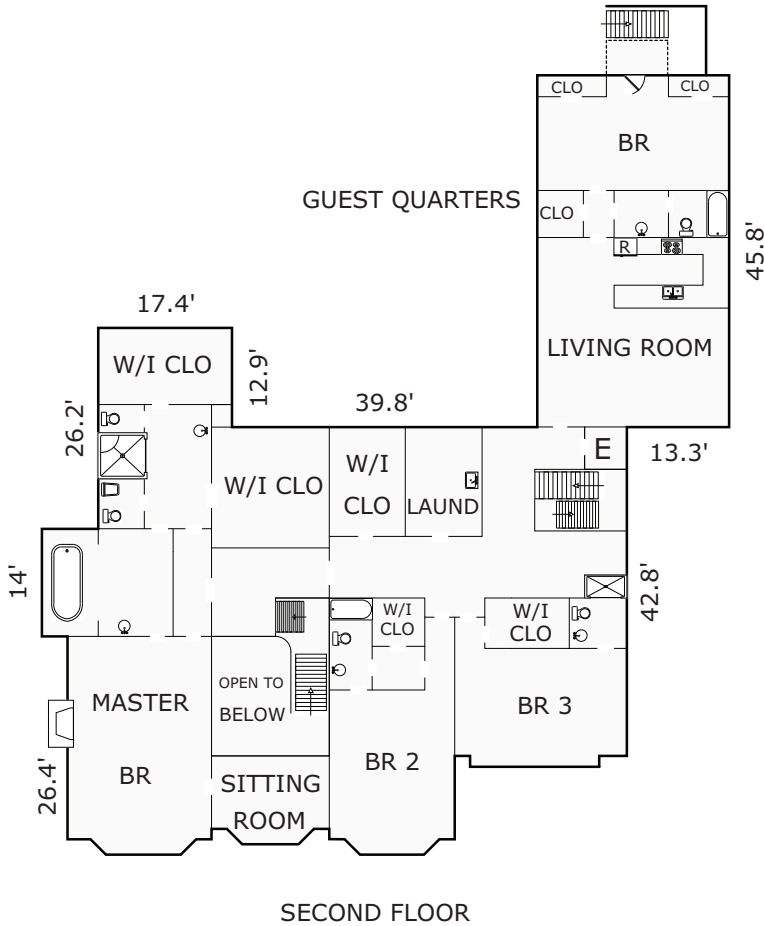 CLO
CLO
BR
GUEST QUARTERS
CLO
R
45.8'
LIVING ROOM
17.4'
W/I CLO
12.9'
39.8'
26.2'
W/I CLO
W/I
CLO
LAUND
E
13.3'
14'
42.8'
W/I
CLO
W/I
CLO
OPEN TO
BELOW
MASTER
BR
BR 3
BR 2
26.4'
SITTING
ROOM
SECOND FLOOR